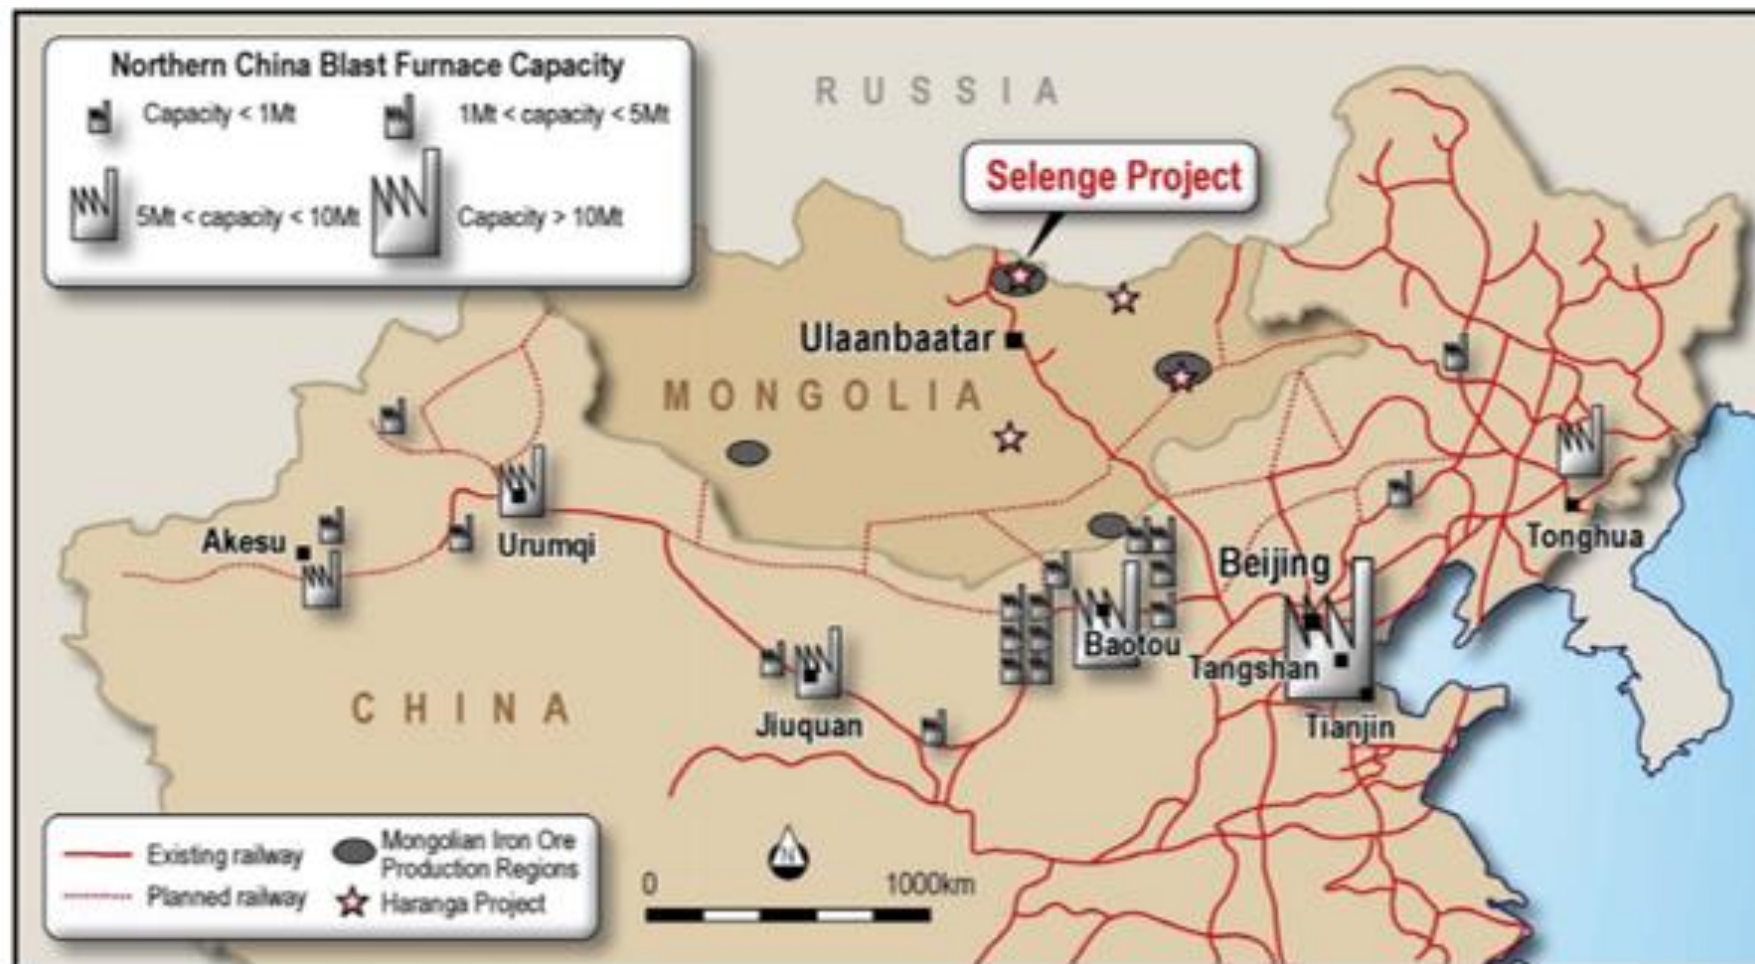 Northern China Blast Furnace Capacity
Capacity < 1Mt
1Mt < capacity < 5Mt
5Mt < capacity < 10Mt
Capacity > 10Mt
RUSSIA
Selenge Project
Ulaanbaatar
MONGOLIA
Akesu
Urumqi
Tonghua
Beijing
Baotou
Tangshan
CHINA
Jiuquan
Tianjin
Existing railway
Planned railway
Mongolian Iron Ore
Production Regions
Haranga Project
N
0
1000km